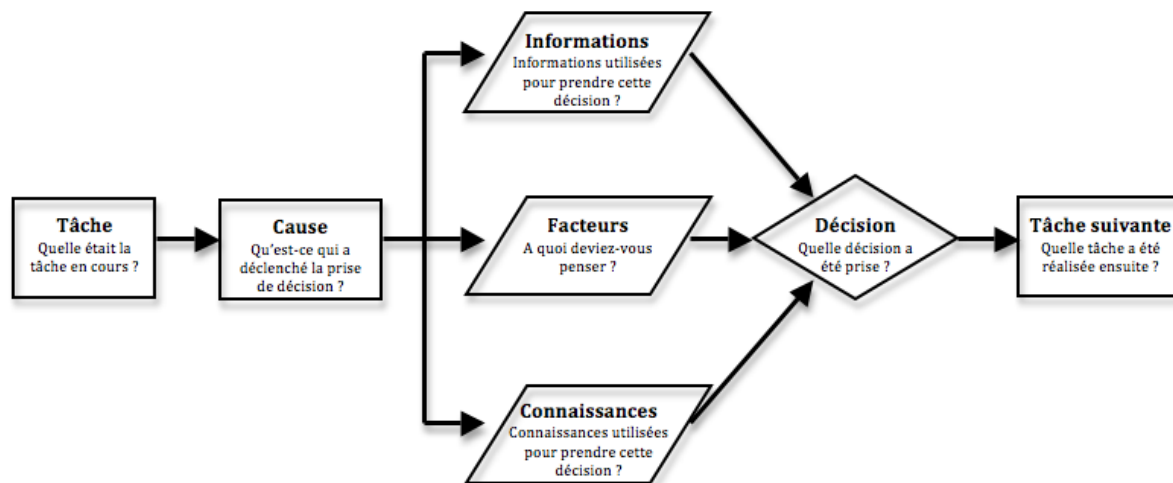 Informations
Informations utilisées
pour prendre cette
décision ?
Tâche
Quelle était la
tâche en cours ?
Cause
Qu'est-ce qui a
déclenché la prise
de décision ?
Facteurs
A quoi deviez-vous
penser ?
Décision
Quelle décision a
été prise ?
Tâche suivante
Quelle tâche a été
réalisée ensuite ?
Connaissances
Connaissances utilisées
pour prendre cette
décision ?